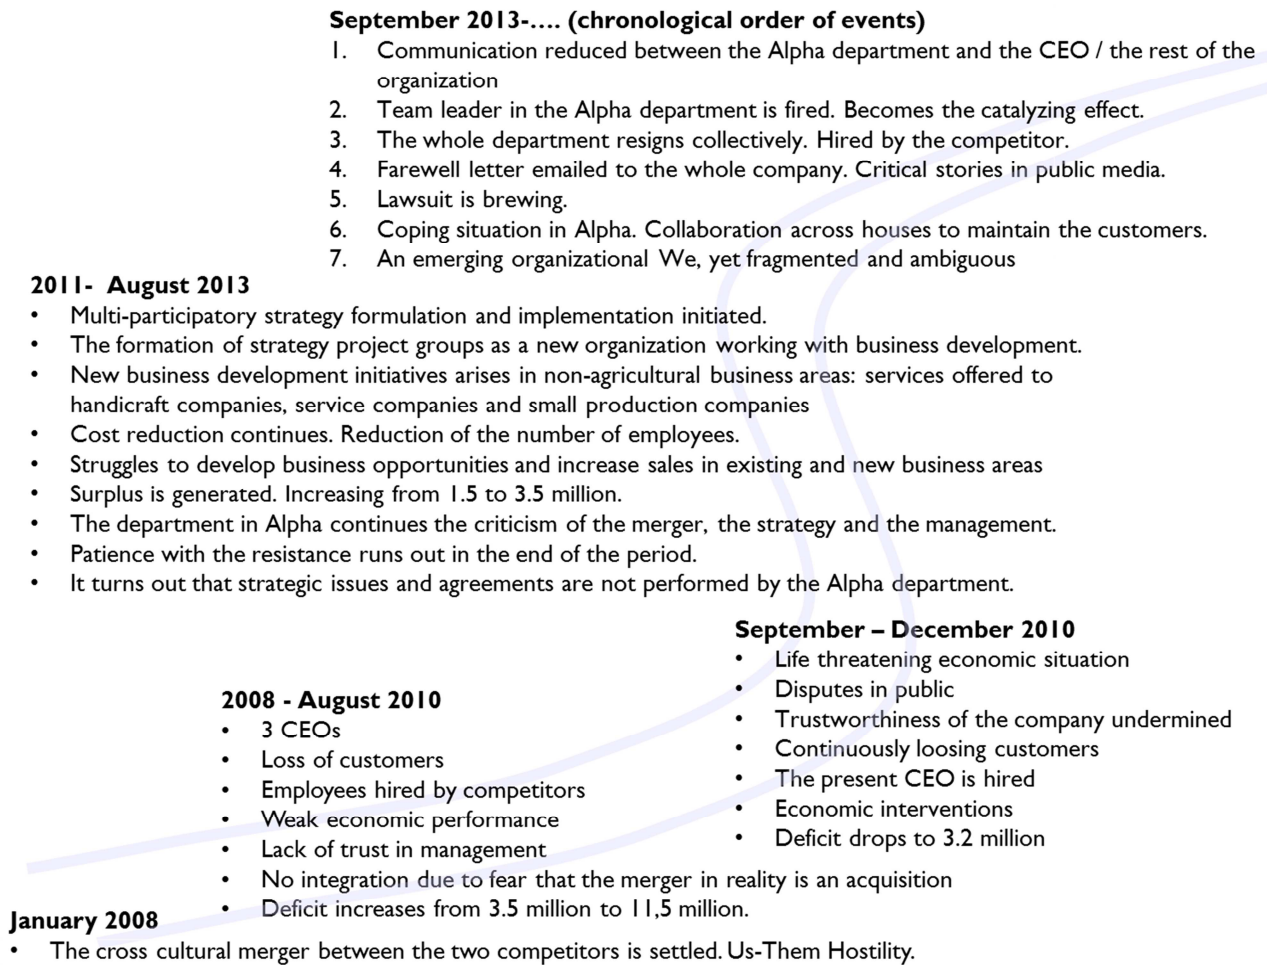 September 2013-…. (chronological order of events)
1. Communication reduced between the Alpha department and the CEO / the rest of the
organization
2. Team leader in the Alpha department is fired. Becomes the catalyzing effect.
3. The whole department resigns collectively. Hired by the competitor.
4. Farewell letter emailed to the whole company. Critical stories in public media.
5. Lawsuit is brewing.
6. Coping situation in Alpha. Collaboration across houses to maintain the customers.
7. An emerging organizational We, yet fragmented and ambiguous
2011- August 2013
• Multi-participatory strategy formulation and implementation initiated.
• The formation of strategy project groups as a new organization working with business development.
• New business development initiatives arises in non-agricultural business areas: services offered to
handicraft companies, service companies and small production companies
• Cost reduction continues. Reduction of the number of employees.
• Struggles to develop business opportunities and increase sales in existing and new business areas
• Surplus is generated. Increasing from 1.5 to 3.5 million.
• The department in Alpha continues the criticism of the merger, the strategy and the management.
• Patience with the resistance runs out in the end of the period.
• It turns out that strategic issues and agreements are not performed by the Alpha department.
September – December 2010
• Life threatening economic situation
• Disputes in public
• Trustworthiness of the company undermined
• Continuously loosing customers
• The present CEO is hired
• Economic interventions
• Deficit drops to 3.2 million
2008 - August 2010
• 3 CEOs
• Loss of customers
• Employees hired by competitors
• Weak economic performance
• Lack of trust in management
• No integration due to fear that the merger in reality is an acquisition
• Deficit increases from 3.5 million to 11,5 million.
January 2008
• The cross cultural merger between the two competitors is settled. Us-Them Hostility.